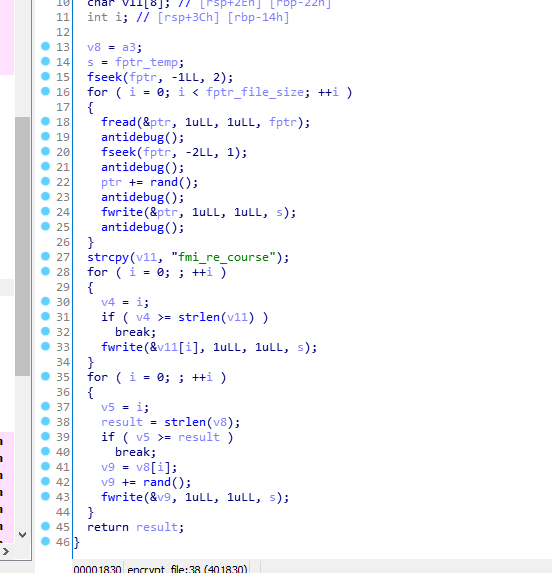 10 char v11[8]; // [rsp+2Eh] [rbp-22h]
11 int i; // [rsp+3Ch] [rbp-14h]
12
13 v8 = a3;
14 s = fptr_temp;
15 fseek(fptr, -1LL, 2);
16 for ( i = 0; i < fptr_file_size; ++i )
17 {
18 fread(&ptr, 1uLL, 1uLL, fptr);
19 antidebug();
20 fseek(fptr, -2LL, 1);
21 antidebug();
22 ptr += rand();
23 antidebug();
24 fwrite(&ptr, 1uLL, 1uLL, s);
25 antidebug();
26 }
27 strcpy(v11, "fmi_re_course");
28 for ( i = 0; ; ++i )
29 {
30 v4 = i;
31 if ( v4 >= strlen(v11) )
32 break;
33 fwrite(&v11[i], 1uLL, 1uLL, s);
34 }
35 for ( i = 0; ; ++i )
36 {
37 v5 = i;
38 result = strlen(v8);
39 if ( v5 >= result )
40 break;
41 v9 = v8[i];
42 v9 += rand();
43 fwrite(&v9, 1uLL, 1uLL, s);
44 }
45 return result;
46 }
00001830 encrypt_file:38 (401830)